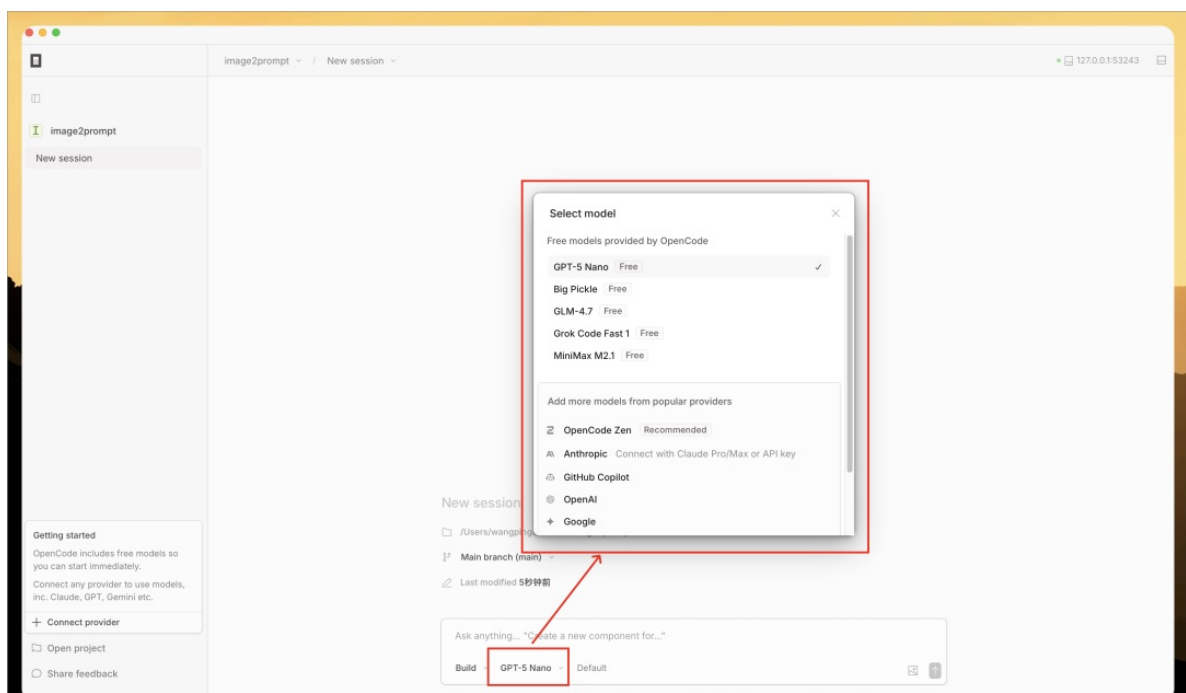 image2prompt / New session
127.0.0.1:53243
image2prompt
New session
Select model
Free models provided by OpenCode
GPT-5 Nano Free
Big Pickle Free
GLM-4.7 Free
Grok Code Fast 1 Free
MiniMax M2.1 Free
Add more models from popular providers
OpenCode Zen Recommended
Anthropic Connect with Claude Pro/Max or API key
GitHub Copilot
OpenAI
Google
New session
Main branch (main)
Last modified 5秒钟前
Ask anything... "Create a new component for..."
Build GPT-5 Nano Default
Getting started
OpenCode includes free models so
you can start immediately.
Connect any provider to use models,
inc. Claude, GPT, Gemini etc.
Connect provider
Open project
Share feedback